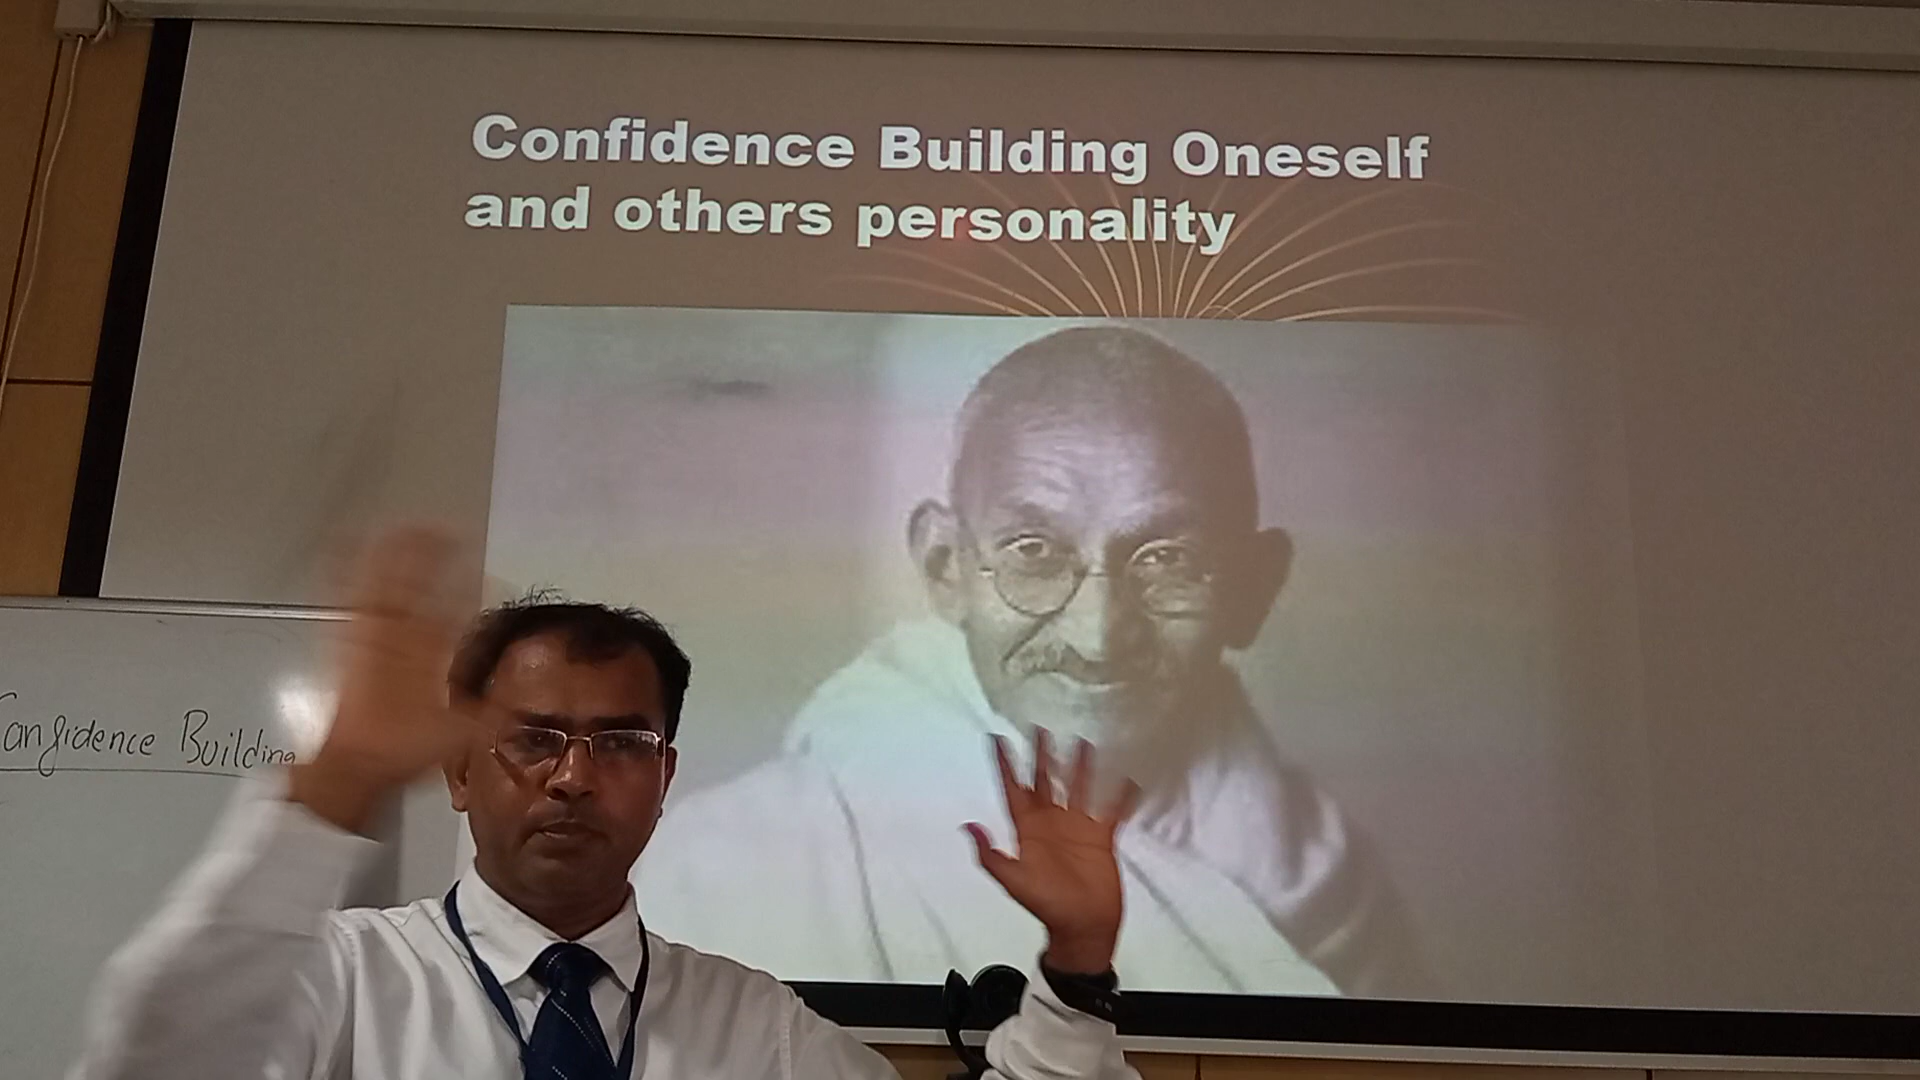 Confidence Building Oneself
and others personality
Confidence Building